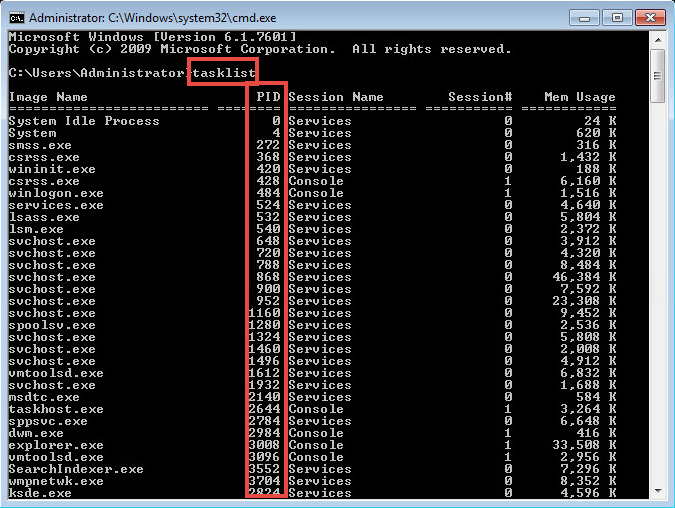 Administrator: C:\Windows\system32\cmd.exe
Microsoft Windows [Version 6.1.7601]
Copyright (c) 2009 Microsoft Corporation.  All rights reserved.
C:\Users\Administrator>tasklist
Image Name                     PID Session Name        Session#    Mem Usage
========================= ======== ================ =========== ============
System Idle Process              0 Services                   0         24 K
System                           4 Services                   0        620 K
smss.exe                       272 Services                   0        316 K
csrss.exe                      368 Services                   0      1,432 K
wininit.exe                    420 Services                   0        188 K
csrss.exe                      428 Console                    1      6,160 K
winlogon.exe                   484 Console                    1      1,516 K
services.exe                   524 Services                   0      4,640 K
lsass.exe                      532 Services                   0      5,804 K
lsm.exe                        540 Services                   0      2,372 K
svchost.exe                    648 Services                   0      3,912 K
svchost.exe                    720 Services                   0      4,320 K
svchost.exe                    788 Services                   0      8,484 K
svchost.exe                    868 Services                   0     46,384 K
svchost.exe                    900 Services                   0      7,592 K
svchost.exe                    952 Services                   0     23,308 K
svchost.exe                   1160 Services                   0      9,452 K
spoolsv.exe                   1280 Services                   0      2,536 K
svchost.exe                   1324 Services                   0      5,808 K
svchost.exe                   1460 Services                   0      2,008 K
svchost.exe                   1496 Services                   0      4,912 K
vmtoolsd.exe                  1612 Services                   0      6,832 K
svchost.exe                   1932 Services                   0      1,688 K
msdtc.exe                     2140 Services                   0        584 K
taskhost.exe                  2644 Console                    1      3,264 K
sppsvc.exe                    2784 Services                   0      6,648 K
dwm.exe                       2984 Console                    1        416 K
explorer.exe                  3008 Console                    1     33,508 K
vmtoolsd.exe                  3096 Console                    1      2,956 K
SearchIndexer.exe             3552 Services                   0      7,296 K
wmpnetwk.exe                  3704 Services                   0      8,352 K
ksde.exe                      2824 Services                   0      4,596 K